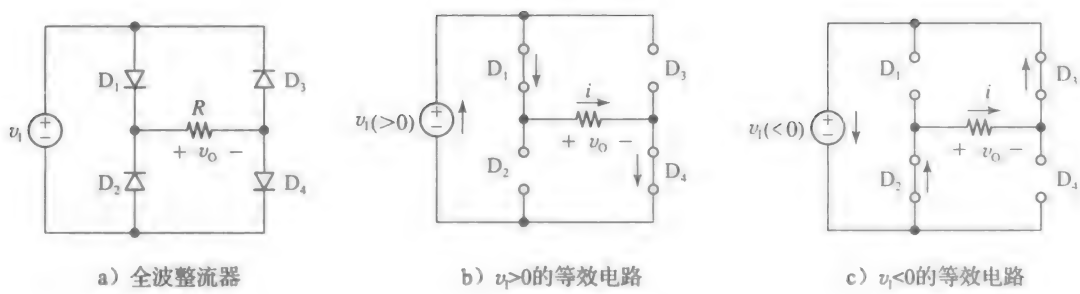 D₁
D₃
R
v₁
+ v_O −
D₂
D₄
a) 全波整流器
D₁
D₃
i
v₁(>0)
+ v_O −
D₂
D₄
b) v₁>0的等效电路
D₁
D₃
i
v₁(<0)
+ v_O −
D₂
D₄
c) v₁<0的等效电路